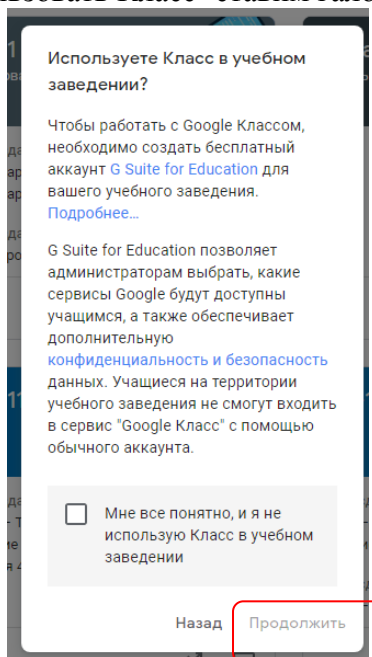 Используете Класс в учебном
заведении?
Чтобы работать с Google Классом,
необходимо создать бесплатный
аккаунт G Suite for Education для
вашего учебного заведения.
Подробнее...
G Suite for Education позволяет
администраторам выбрать, какие
сервисы Google будут доступны
учащимся, а также обеспечивает
дополнительную
конфиденциальность и безопасность
данных. Учащиеся на территории
учебного заведения не смогут входить
в сервис "Google Класс" с помощью
обычного аккаунта.
Мне все понятно, и я не
использую Класс в учебном
заведении
Назад Продолжить